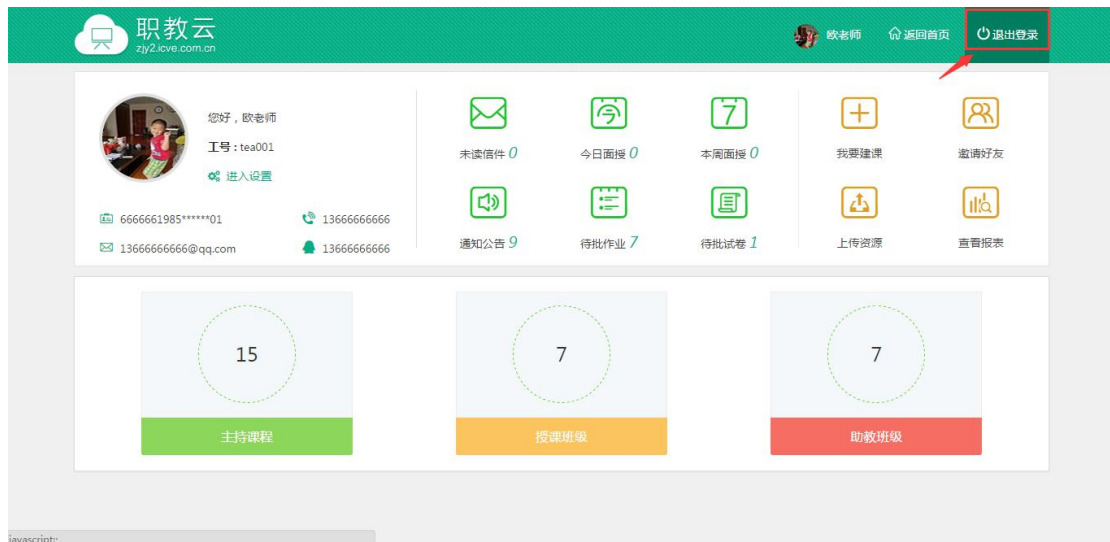 职教云
zjy2.icve.com.cn
欧老师 返回首页 退出登录
您好，欧老师
工号：tea001
进入设置
6666661985******01 13666666666
13666666666@qq.com 13666666666
未读信件 0 今日面授 0 本周面授 0 我要建课 邀请好友
通知公告 9 待批作业 7 待批试卷 1 上传资源 查看报表
今 7
15 7 7
主持课程 授课班级 助教班级
javascript:;